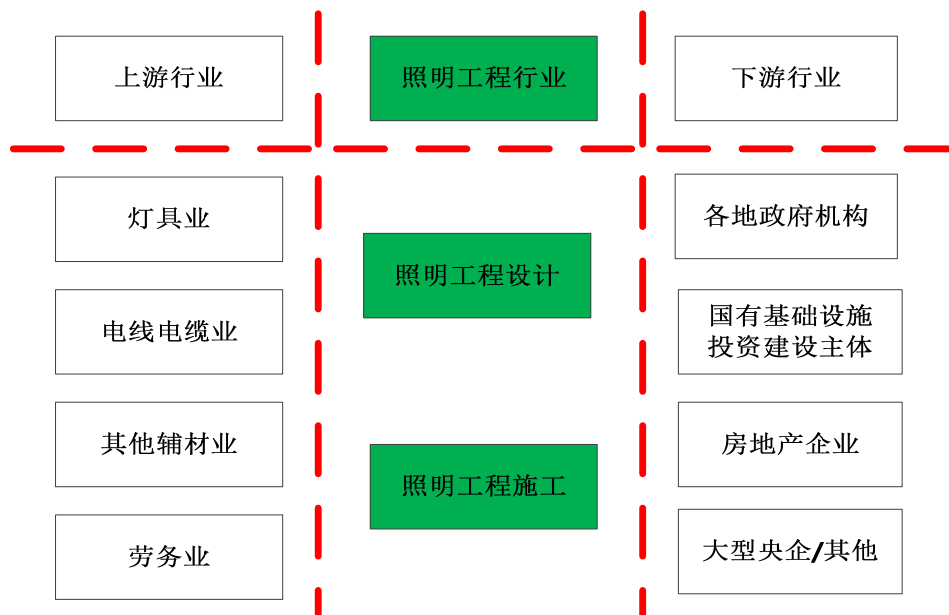 上游行业
照明工程行业
下游行业
灯具业
电线电缆业
其他辅材业
劳务业
照明工程设计
照明工程施工
各地政府机构
国有基础设施
投资建设主体
房地产企业
大型央企/其他